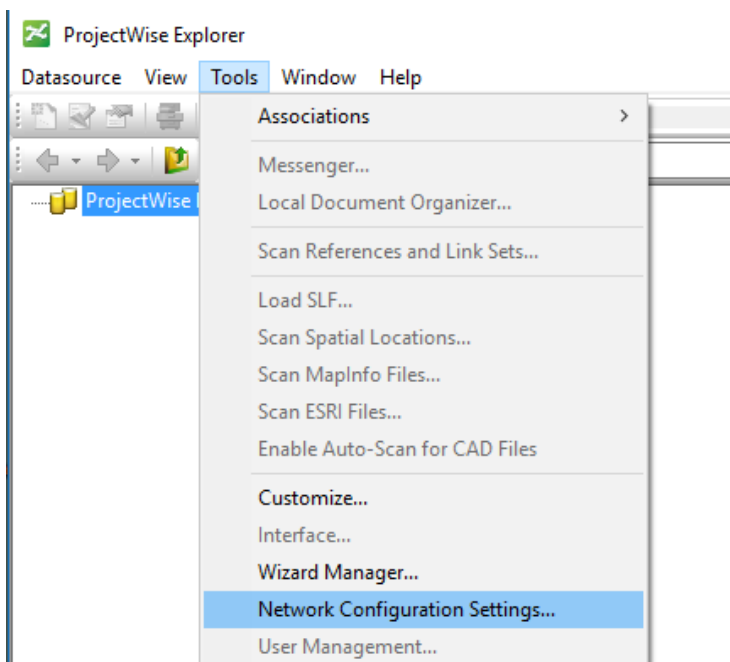 ProjectWise Explorer
Datasource View Tools Window Help
Associations
Messenger...
Local Document Organizer...
ProjectWise
Scan References and Link Sets...
Load SLF...
Scan Spatial Locations...
Scan MapInfo Files...
Scan ESRI Files...
Enable Auto-Scan for CAD Files
Customize...
Interface...
Wizard Manager...
Network Configuration Settings...
User Management...